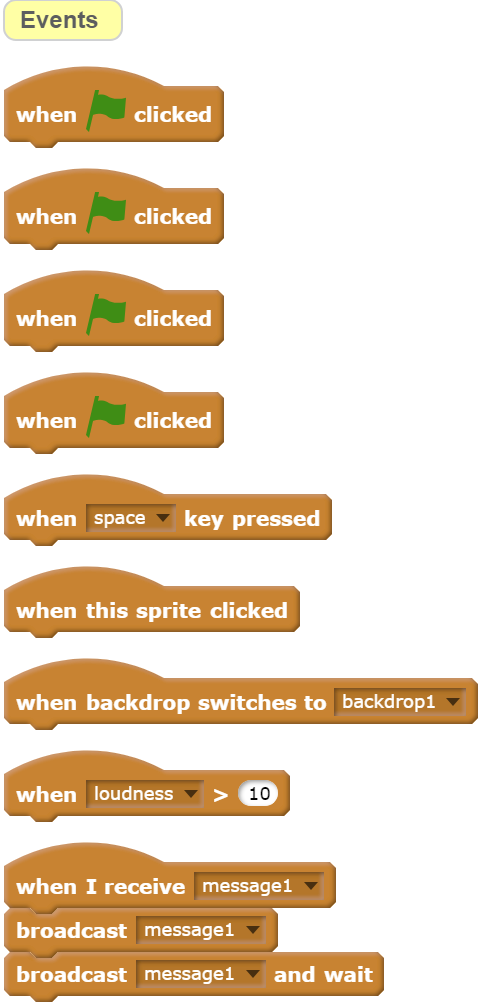 Events
when clicked
when clicked
when clicked
when clicked
when space key pressed
when this sprite clicked
when backdrop switches to backdrop1
when loudness > 10
when I receive message1
broadcast message1
broadcast message1 and wait